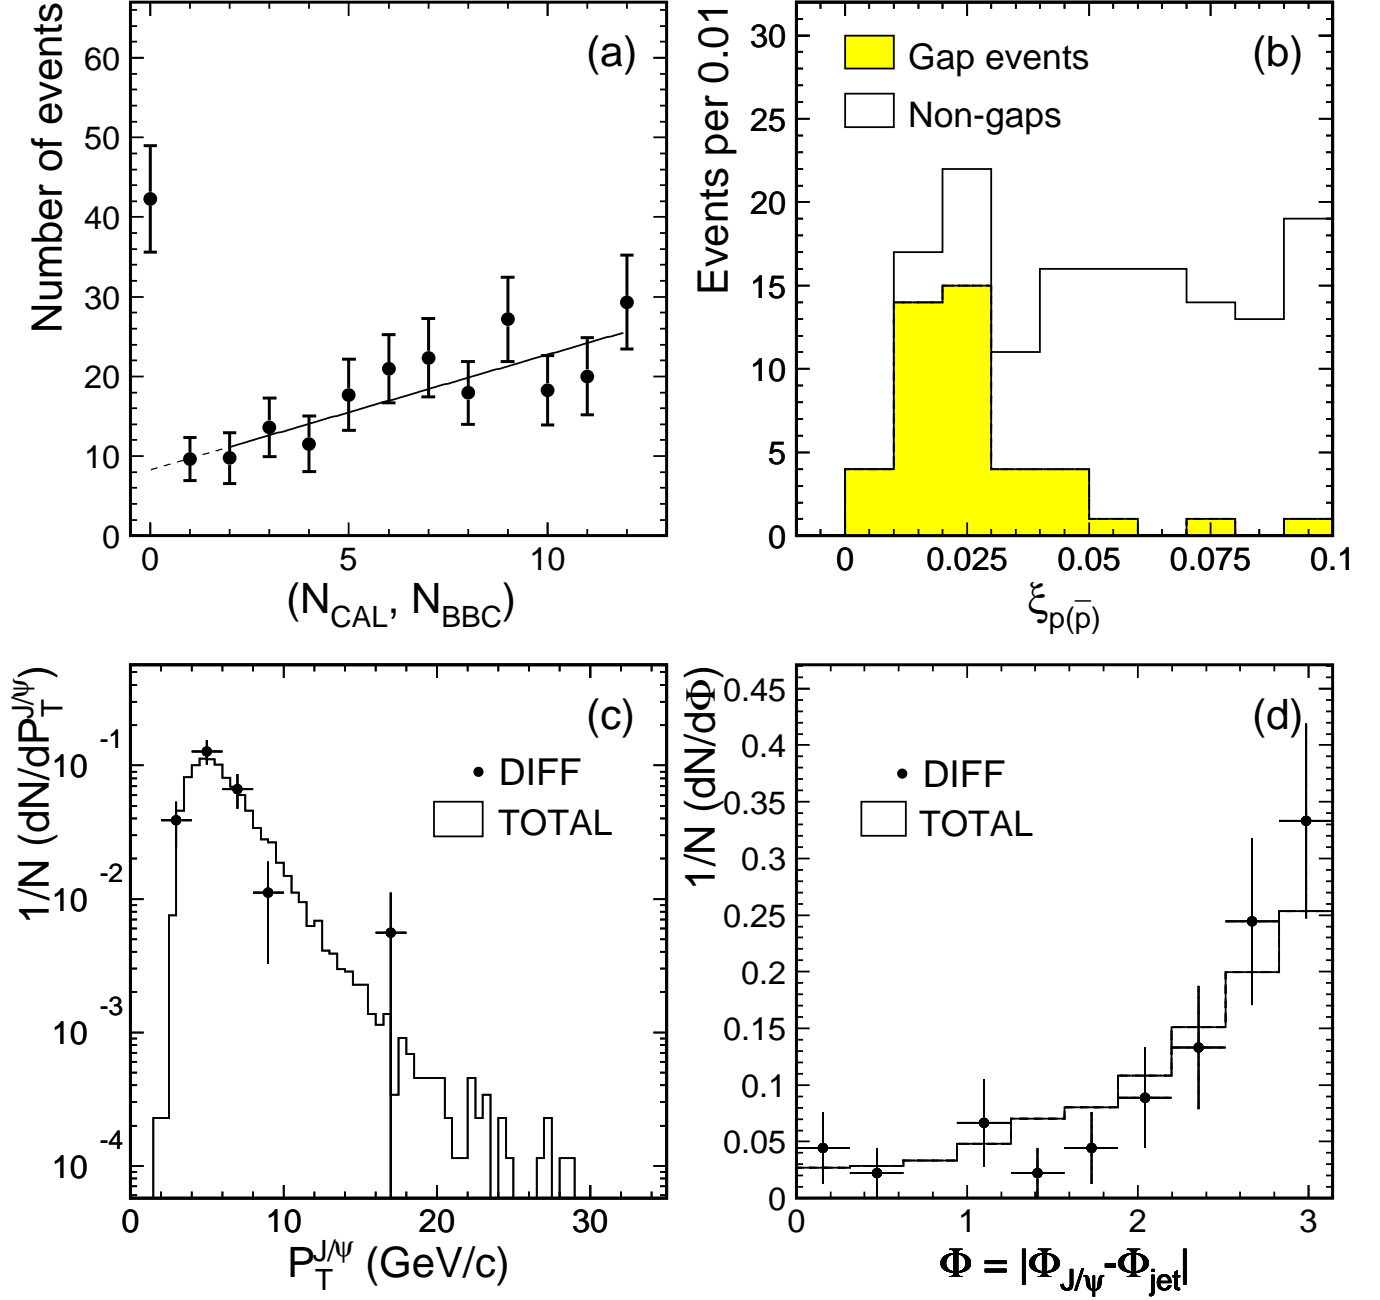 Number of events
(a)
60
50
40
30
20
10
0
0 5 10
(N_CAL, N_BBC)
Events per 0.01
(b)
Gap events
Non-gaps
30
25
20
15
10
5
0
0 0.025 0.05 0.075 0.1
ξ_p(p̅)
1/N (dN/dP_T^J/ψ)
(c)
DIFF
TOTAL
10^-1
10^-2
10^-3
10^-4
0 10 20 30
P_T^J/ψ (GeV/c)
1/N (dN/dΦ)
(d)
DIFF
TOTAL
0.45
0.4
0.35
0.3
0.25
0.2
0.15
0.1
0.05
0
0 1 2 3
Φ = |Φ_J/ψ-Φ_jet|